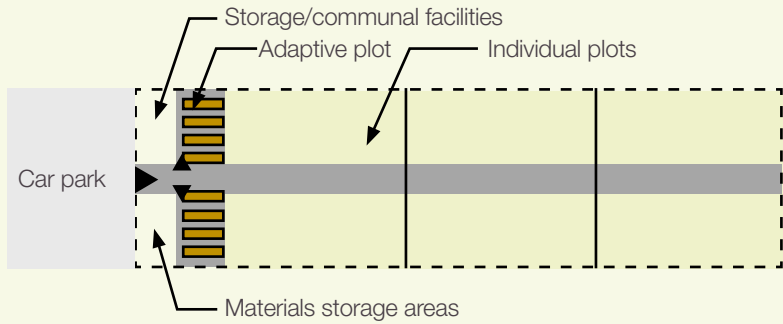 Storage/communal facilities
Adaptive plot
Individual plots
Car park
Materials storage areas